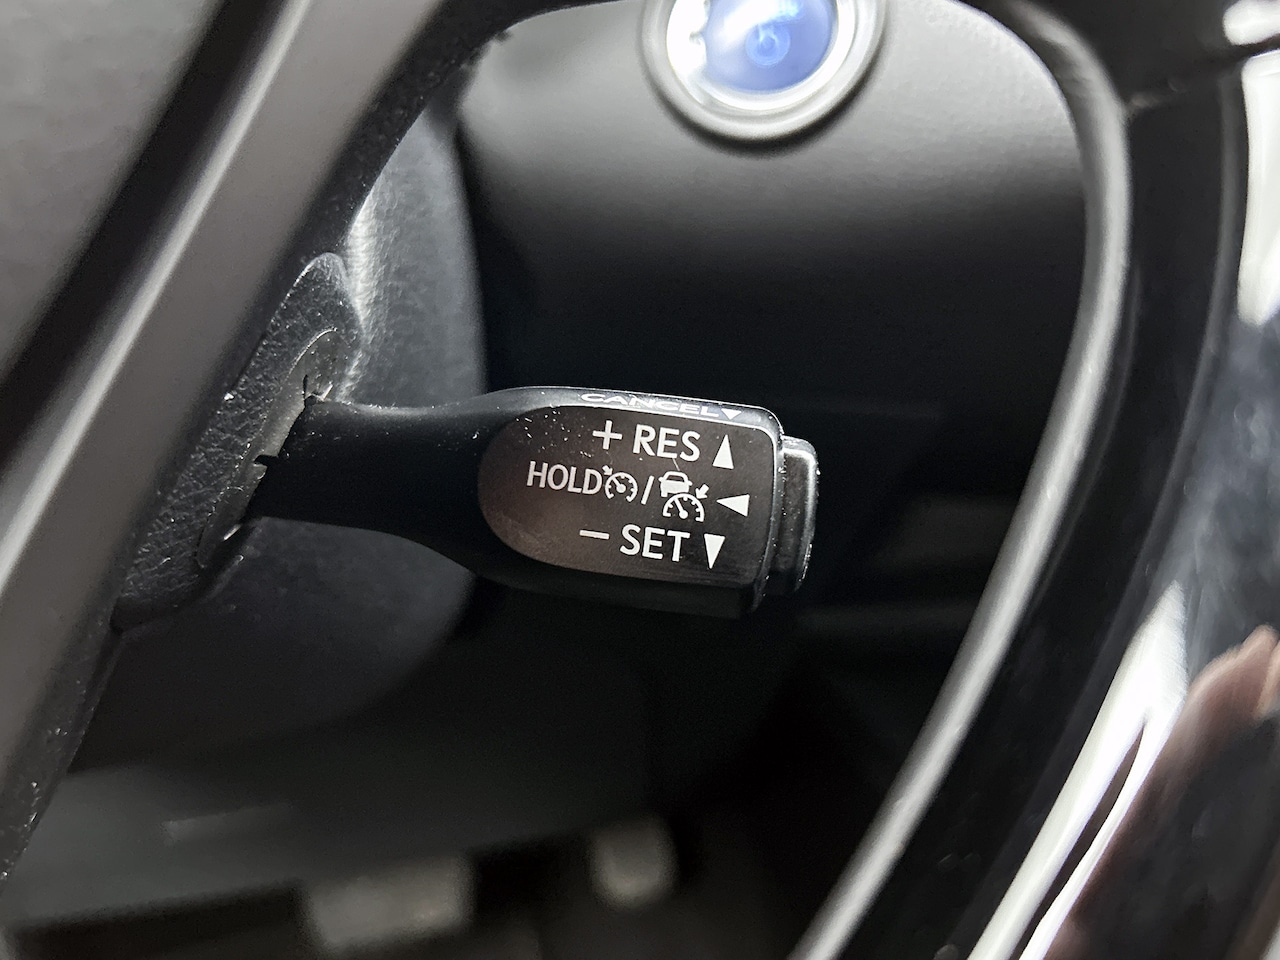 CANCEL▼
+ RES ▲
HOLD / ◀
− SET ▼